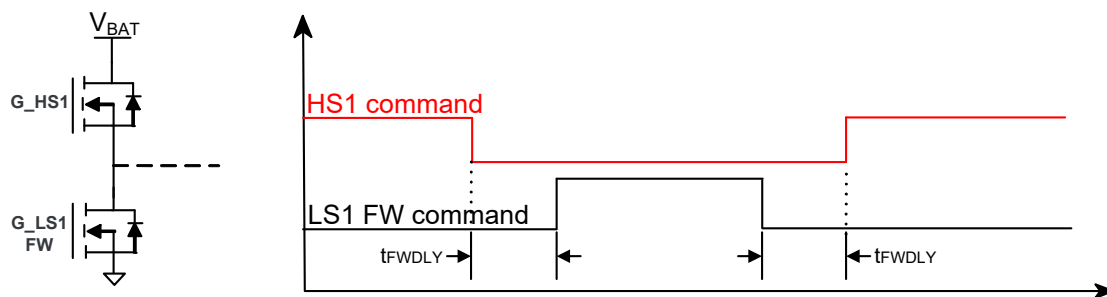 VBAT
G_HS1
G_LS1
FW
HS1 command
LS1 FW command
tFWDLY
tFWDLY